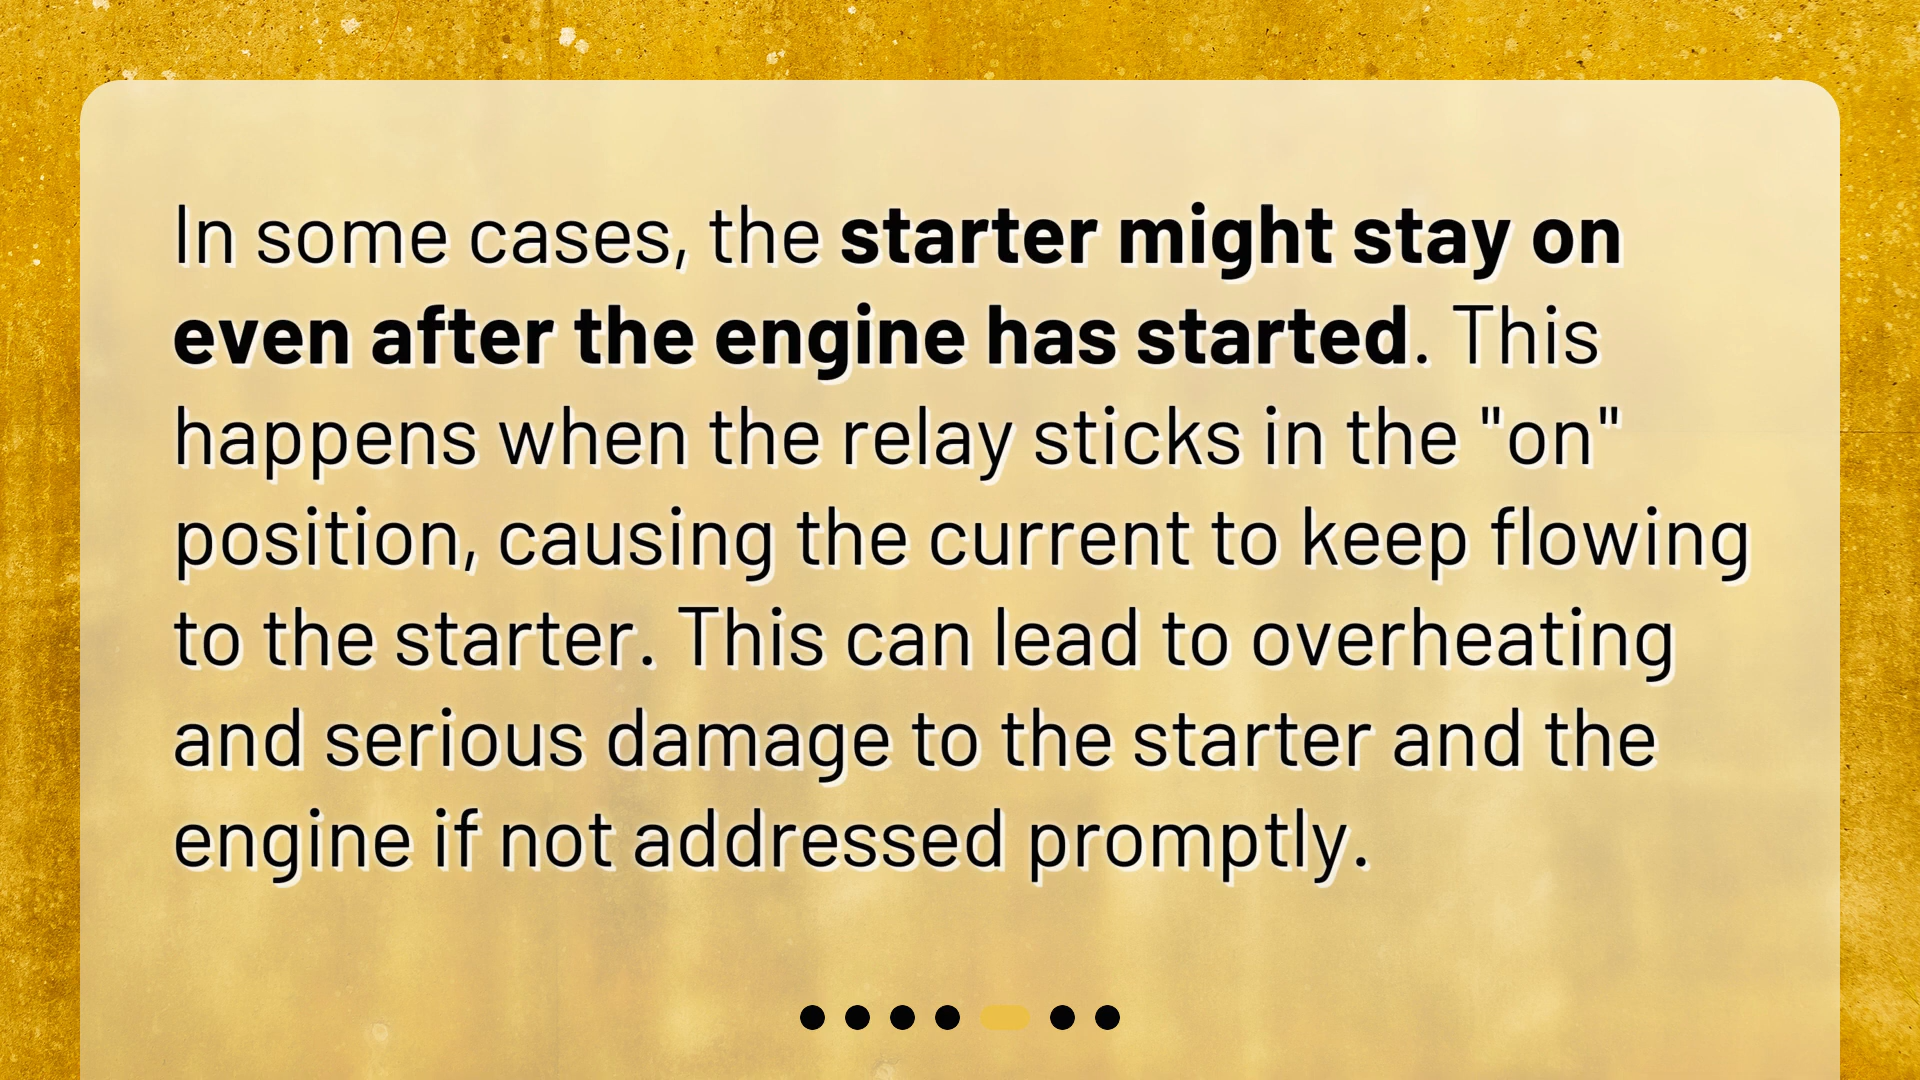 In some cases, the starter might stay on
even after the engine has started. This
happens when the relay sticks in the "on"
position, causing the current to keep flowing
to the starter. This can lead to overheating
and serious damage to the starter and the
engine if not addressed promptly.